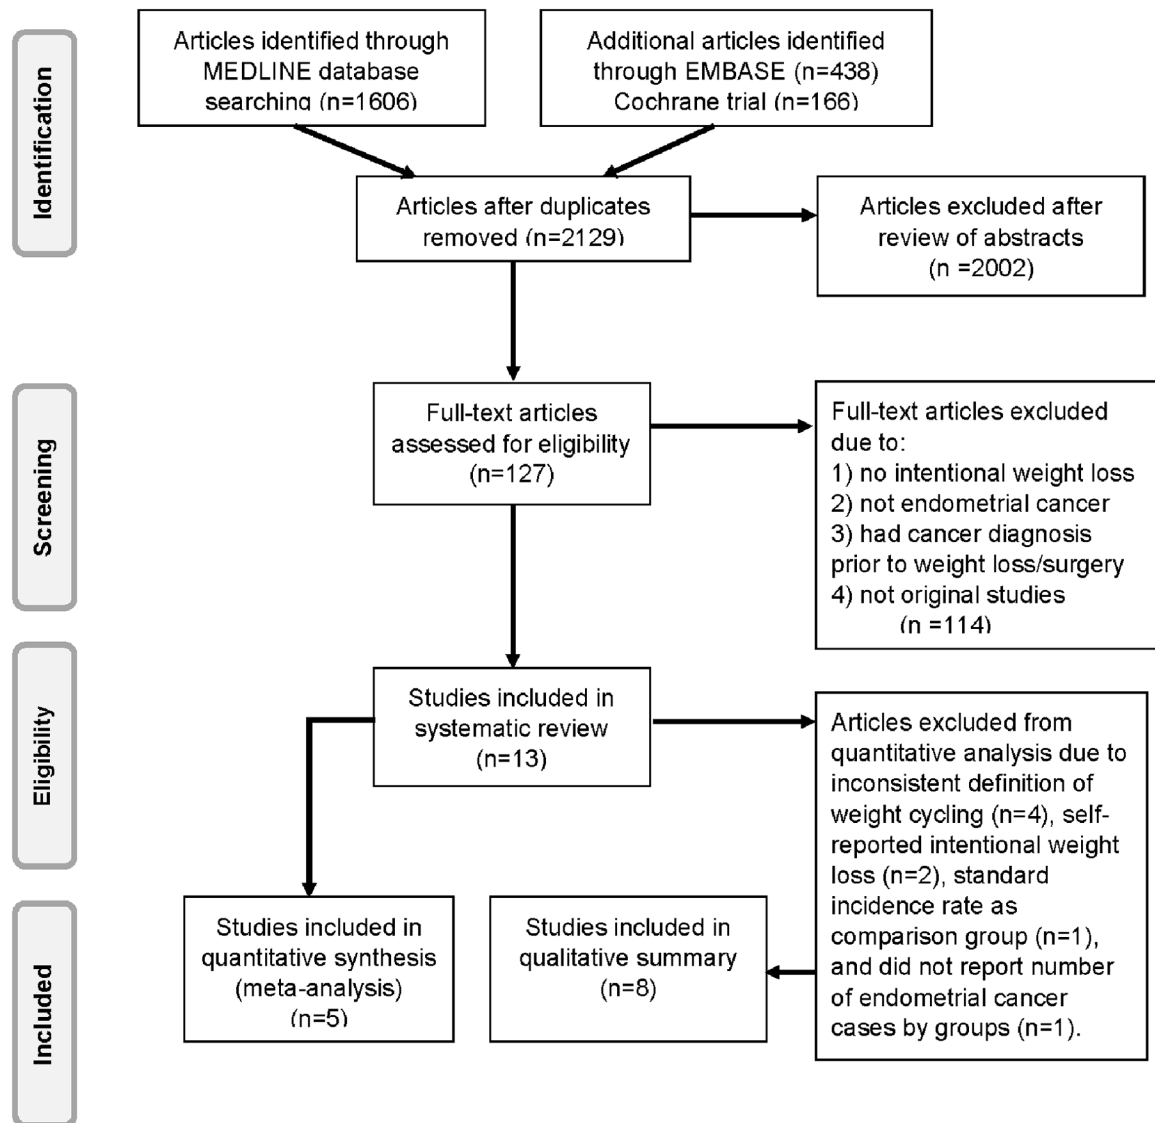 Identification
Articles identified through
MEDLINE database
searching (n=1606)
Additional articles identified
through EMBASE (n=438)
Cochrane trial (n=166)
Articles after duplicates
removed (n=2129)
Articles excluded after
review of abstracts
(n =2002)
Screening
Full-text articles
assessed for eligibility
(n=127)
Full-text articles excluded
due to:
1) no intentional weight loss
2) not endometrial cancer
3) had cancer diagnosis
prior to weight loss/surgery
4) not original studies
(n =114)
Eligibility
Studies included in
systematic review
(n=13)
Articles excluded from
quantitative analysis due to
inconsistent definition of
weight cycling (n=4), self-
reported intentional weight
loss (n=2), standard
incidence rate as
comparison group (n=1),
and did not report number
of endometrial cancer
cases by groups (n=1).
Included
Studies included in
quantitative synthesis
(meta-analysis)
(n=5)
Studies included in
qualitative summary
(n=8)